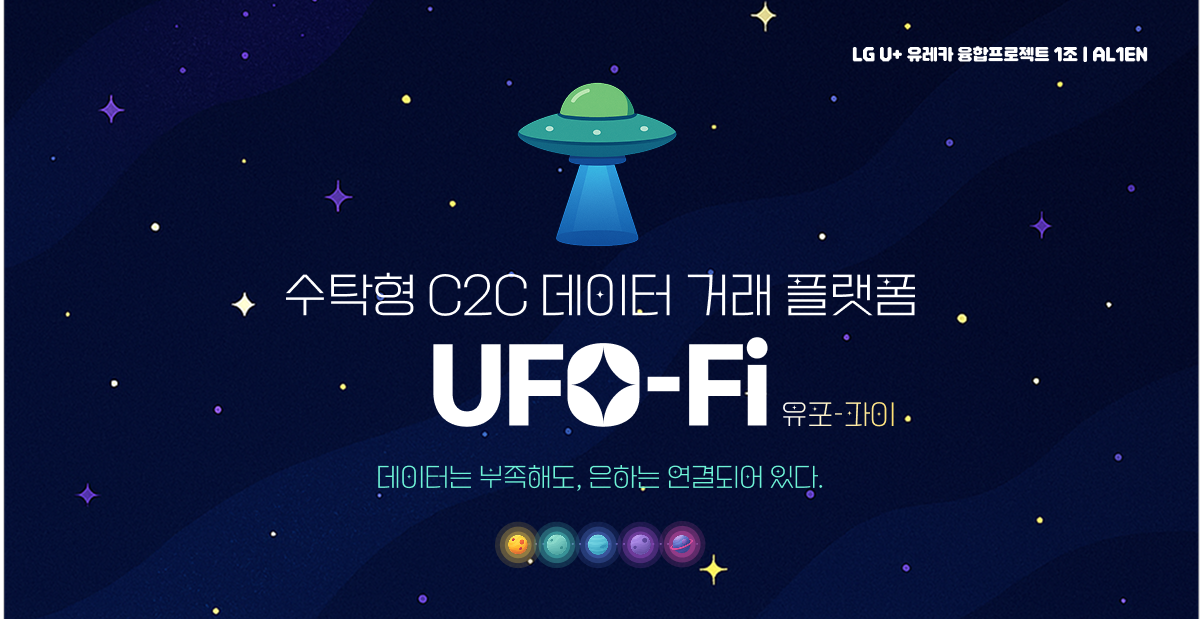 LG U+ 유레카 융합프로젝트 1조 | AL1EN
수탁형 C2C 데이터 거래 플랫폼
UFO-Fi 유포-파이
데이터는 부족해도, 은하는 연결되어 있다.